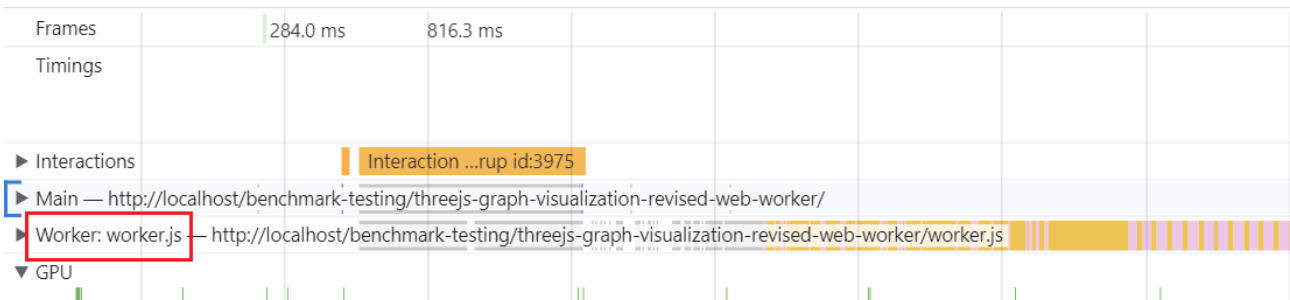 Frames 284.0 ms 816.3 ms
Timings
Interactions Interaction ...rup id:3975
Main — http://localhost/benchmark-testing/threejs-graph-visualization-revised-web-worker/
Worker: worker.js — http://localhost/benchmark-testing/threejs-graph-visualization-revised-web-worker/worker.js
GPU